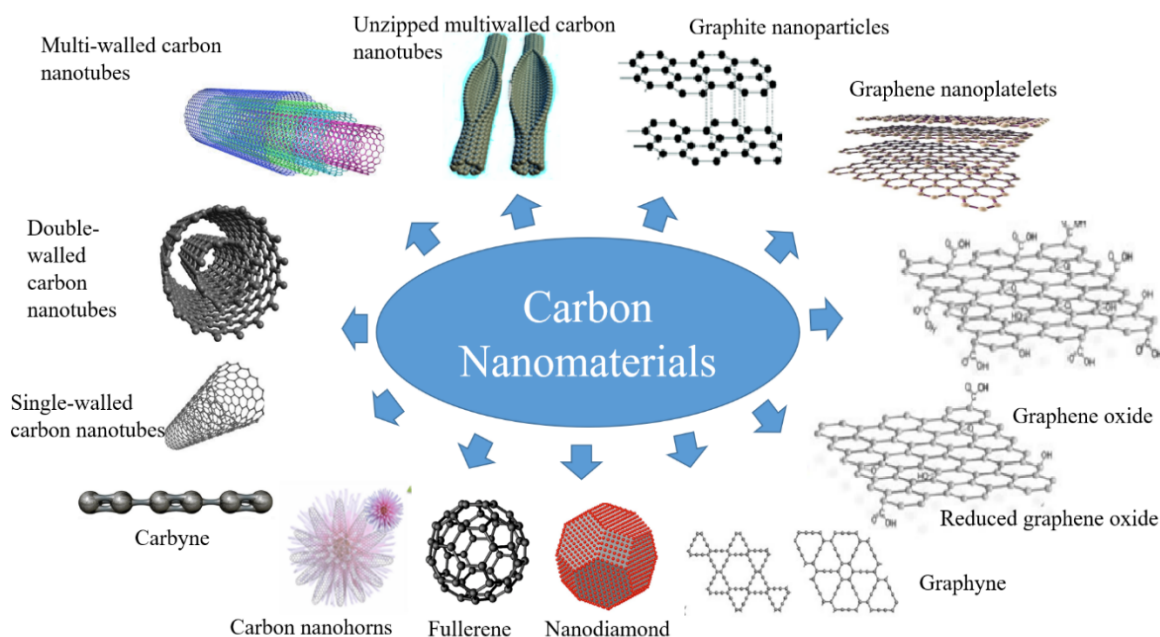 Multi-walled carbon
nanotubes
Unzipped multiwalled carbon
nanotubes
Graphite nanoparticles
Graphene nanoplatelets
Double-
walled
carbon
nanotubes
Carbon
Nanomaterials
Single-walled
carbon nanotubes
Graphene oxide
Reduced graphene oxide
Carbyne
Graphyne
Carbon nanohorns
Fullerene
Nanodiamond